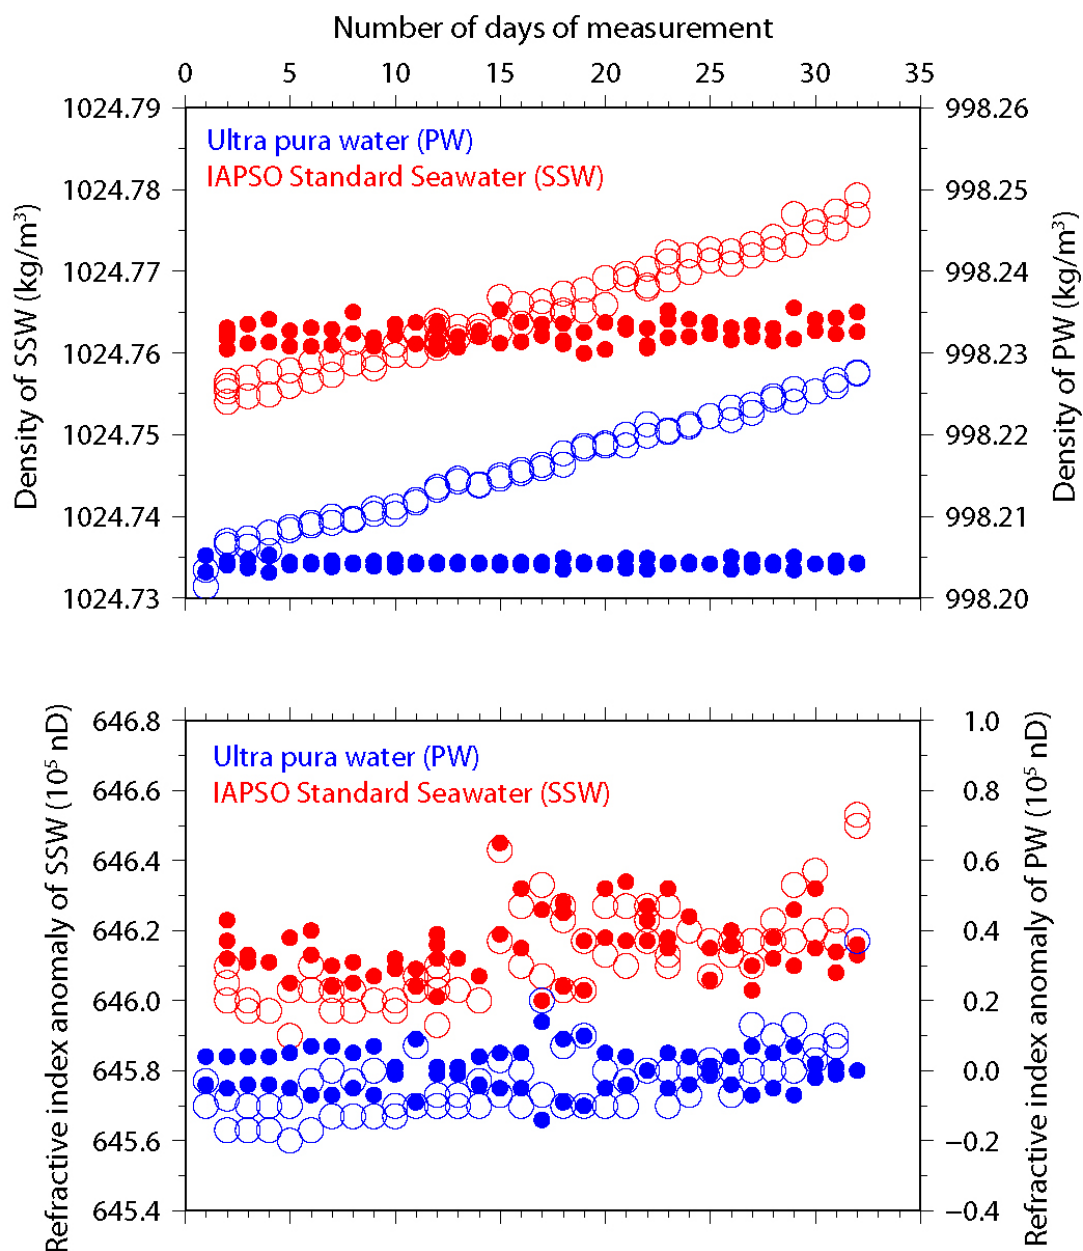 Number of days of measurement
0 5 10 15 20 25 30 35
1024.79 998.26
Ultra pura water (PW)
IAPSO Standard Seawater (SSW)
1024.78 998.25
1024.77 998.24
1024.76 998.23
1024.75 998.22
1024.74 998.21
1024.73 998.20
Density of SSW (kg/m³)
Density of PW (kg/m³)
646.8 1.0
Ultra pura water (PW)
646.6 0.8
IAPSO Standard Seawater (SSW)
646.4 0.6
646.2 0.4
646.0 0.2
645.8 0.0
645.6 −0.2
645.4 −0.4
Refractive index anomaly of SSW (10⁵ nD)
Refractive index anomaly of PW (10⁵ nD)